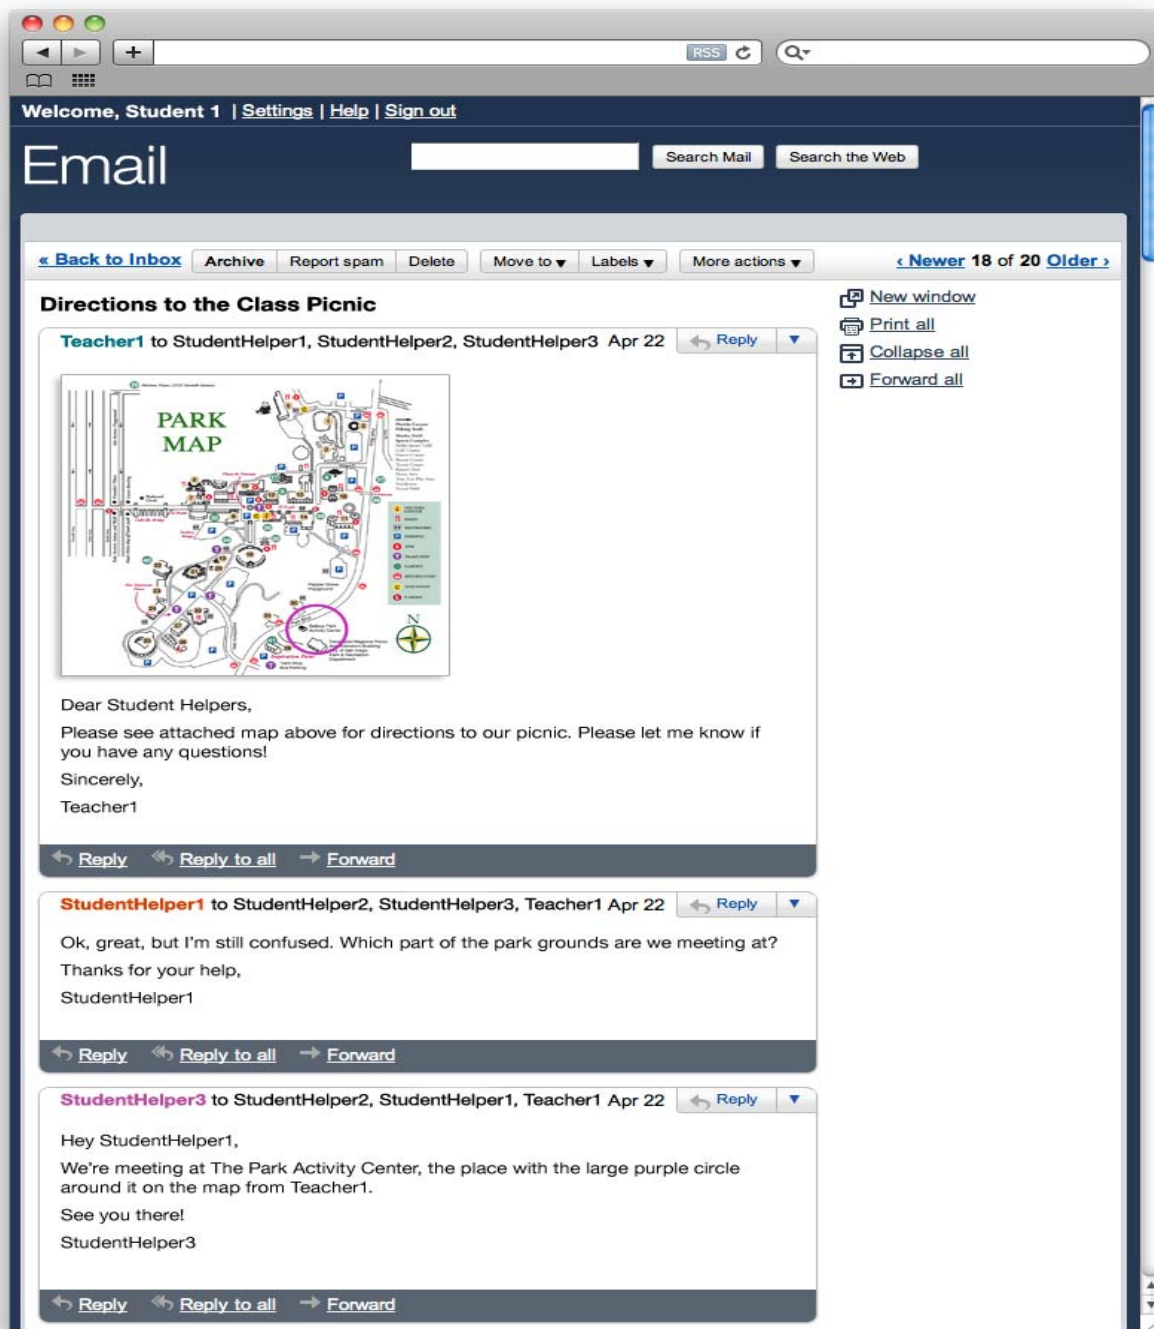 RSS
Welcome, Student 1 | Settings | Help | Sign out
Email
Search Mail
Search the Web
« Back to Inbox
Archive
Report spam
Delete
Move to
Labels
More actions
‹ Newer 18 of 20 Older ›
Directions to the Class Picnic
New window
Print all
Collapse all
Forward all
Teacher1 to StudentHelper1, StudentHelper2, StudentHelper3 Apr 22
Reply
PARK
MAP
N
Dear Student Helpers,
Please see attached map above for directions to our picnic. Please let me know if
you have any questions!
Sincerely,
Teacher1
Reply Reply to all Forward
StudentHelper1 to StudentHelper2, StudentHelper3, Teacher1 Apr 22
Reply
Ok, great, but I'm still confused. Which part of the park grounds are we meeting at?
Thanks for your help,
StudentHelper1
Reply Reply to all Forward
StudentHelper3 to StudentHelper2, StudentHelper1, Teacher1 Apr 22
Reply
Hey StudentHelper1,
We're meeting at The Park Activity Center, the place with the large purple circle
around it on the map from Teacher1.
See you there!
StudentHelper3
Reply Reply to all Forward